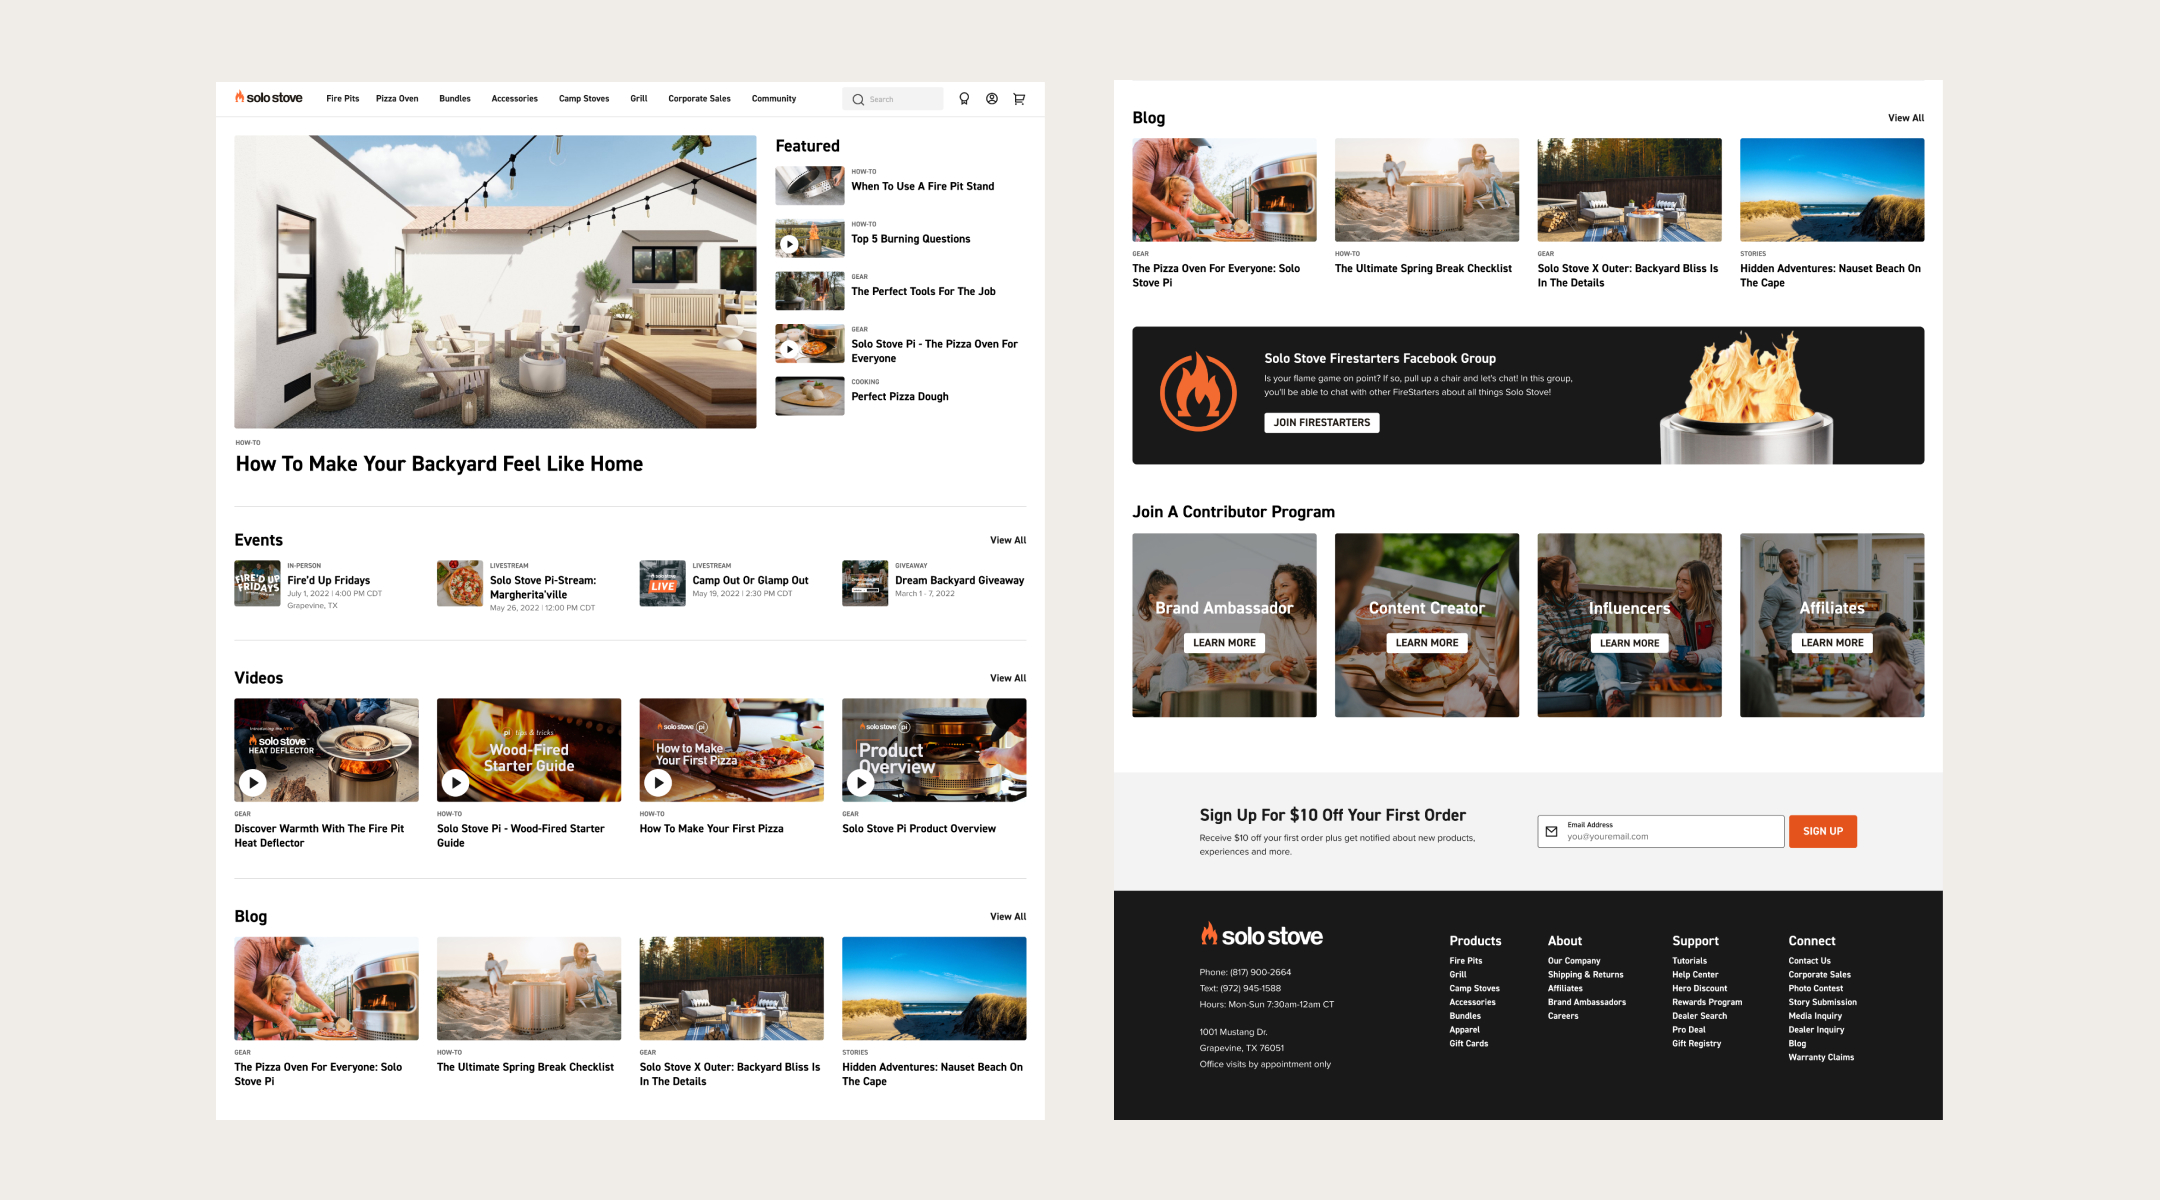 solo stove
Fire Pits
Pizza Oven
Bundles
Accessories
Camp Stoves
Grill
Corporate Sales
Community
Search
HOW-TO
How To Make Your Backyard Feel Like Home
Featured
HOW-TO
When To Use A Fire Pit Stand
HOW-TO
Top 5 Burning Questions
GEAR
The Perfect Tools For The Job
GEAR
Solo Stove Pi - The Pizza Oven For
Everyone
COOKING
Perfect Pizza Dough
Events
View All
FIRE'D UP
FRIDAYS
IN-PERSON
Fire'd Up Fridays
July 1, 2022 | 4:00 PM CDT
Grapevine, TX
LIVESTREAM
Solo Stove Pi-Stream:
Margherita'ville
May 26, 2022 | 12:00 PM CDT
solo stove
LIVE
LIVESTREAM
Camp Out Or Glamp Out
May 19, 2022 | 2:30 PM CDT
GIVEAWAY
Dream Backyard Giveaway
March 1 - 7, 2022
Videos
View All
Introducing the NEW
solo stove
HEAT DEFLECTOR
GEAR
Discover Warmth With The Fire Pit
Heat Deflector
pi tips & tricks
Wood-Fired
Starter Guide
HOW-TO
Solo Stove Pi - Wood-Fired Starter
Guide
solo stove pi
How to Make
Your First Pizza
HOW-TO
How To Make Your First Pizza
solo stove pi
Product
Overview
GEAR
Solo Stove Pi Product Overview
Blog
View All
GEAR
The Pizza Oven For Everyone: Solo
Stove Pi
HOW-TO
The Ultimate Spring Break Checklist
GEAR
Solo Stove X Outer: Backyard Bliss Is
In The Details
STORIES
Hidden Adventures: Nauset Beach On
The Cape
Blog
View All
GEAR
The Pizza Oven For Everyone: Solo
Stove Pi
HOW-TO
The Ultimate Spring Break Checklist
GEAR
Solo Stove X Outer: Backyard Bliss Is
In The Details
STORIES
Hidden Adventures: Nauset Beach On
The Cape
Solo Stove Firestarters Facebook Group
Is your flame game on point? If so, pull up a chair and let's chat! In this group,
you'll be able to chat with other FireStarters about all things Solo Stove!
JOIN FIRESTARTERS
Join A Contributor Program
Brand Ambassador
LEARN MORE
Content Creator
LEARN MORE
Influencers
LEARN MORE
Affiliates
LEARN MORE
Sign Up For $10 Off Your First Order
Receive $10 off your first order plus get notified about new products,
experiences and more.
Email Address
you@youremail.com
SIGN UP
solo stove
Phone: (817) 900-2664
Text: (972) 945-1588
Hours: Mon-Sun 7:30am-12am CT
1001 Mustang Dr.
Grapevine, TX 76051
Office visits by appointment only
Products
Fire Pits
Grill
Camp Stoves
Accessories
Bundles
Apparel
Gift Cards
About
Our Company
Shipping & Returns
Affiliates
Brand Ambassadors
Careers
Support
Tutorials
Help Center
Hero Discount
Rewards Program
Dealer Search
Pro Deal
Gift Registry
Connect
Contact Us
Corporate Sales
Photo Contest
Story Submission
Media Inquiry
Dealer Inquiry
Blog
Warranty Claims